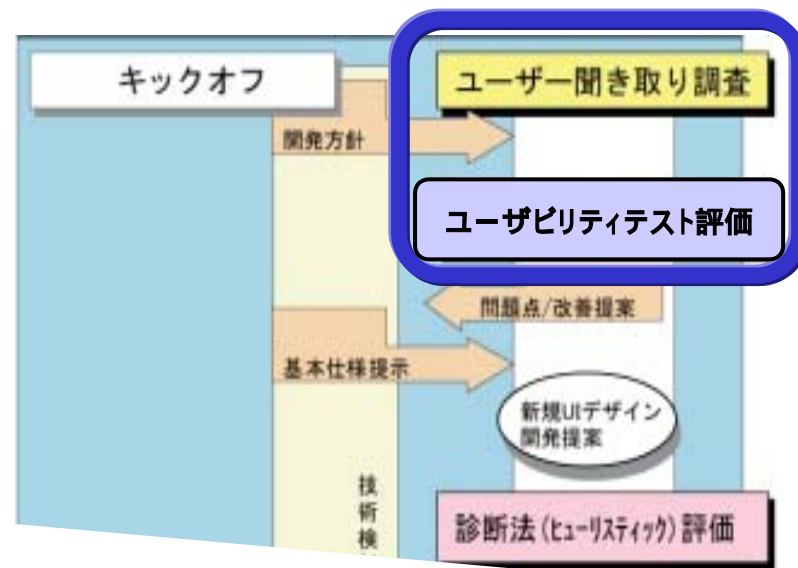 キックオフ
ユーザー聞き取り調査
開発方針
ユーザビリティテスト評価
問題点/改善提案
基本仕様提示
新規UIデザイン
開発提案
技術検
診断法(ヒューリスティック)評価